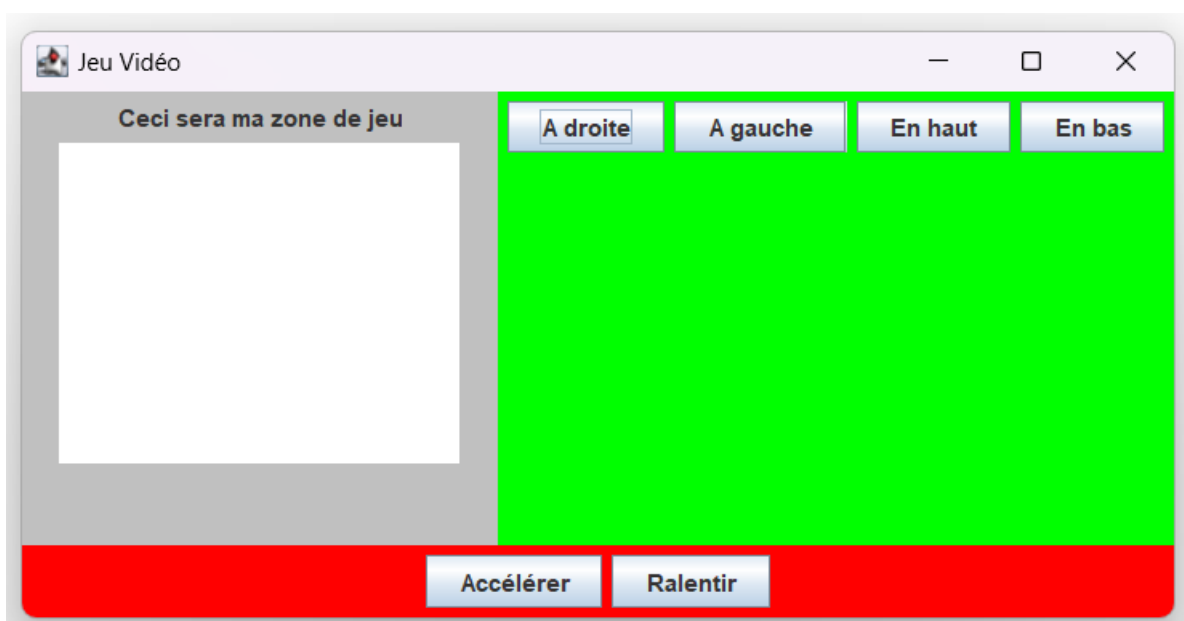 Jeu Vidéo
Ceci sera ma zone de jeu
A droite A gauche En haut En bas
Accélérer Ralentir